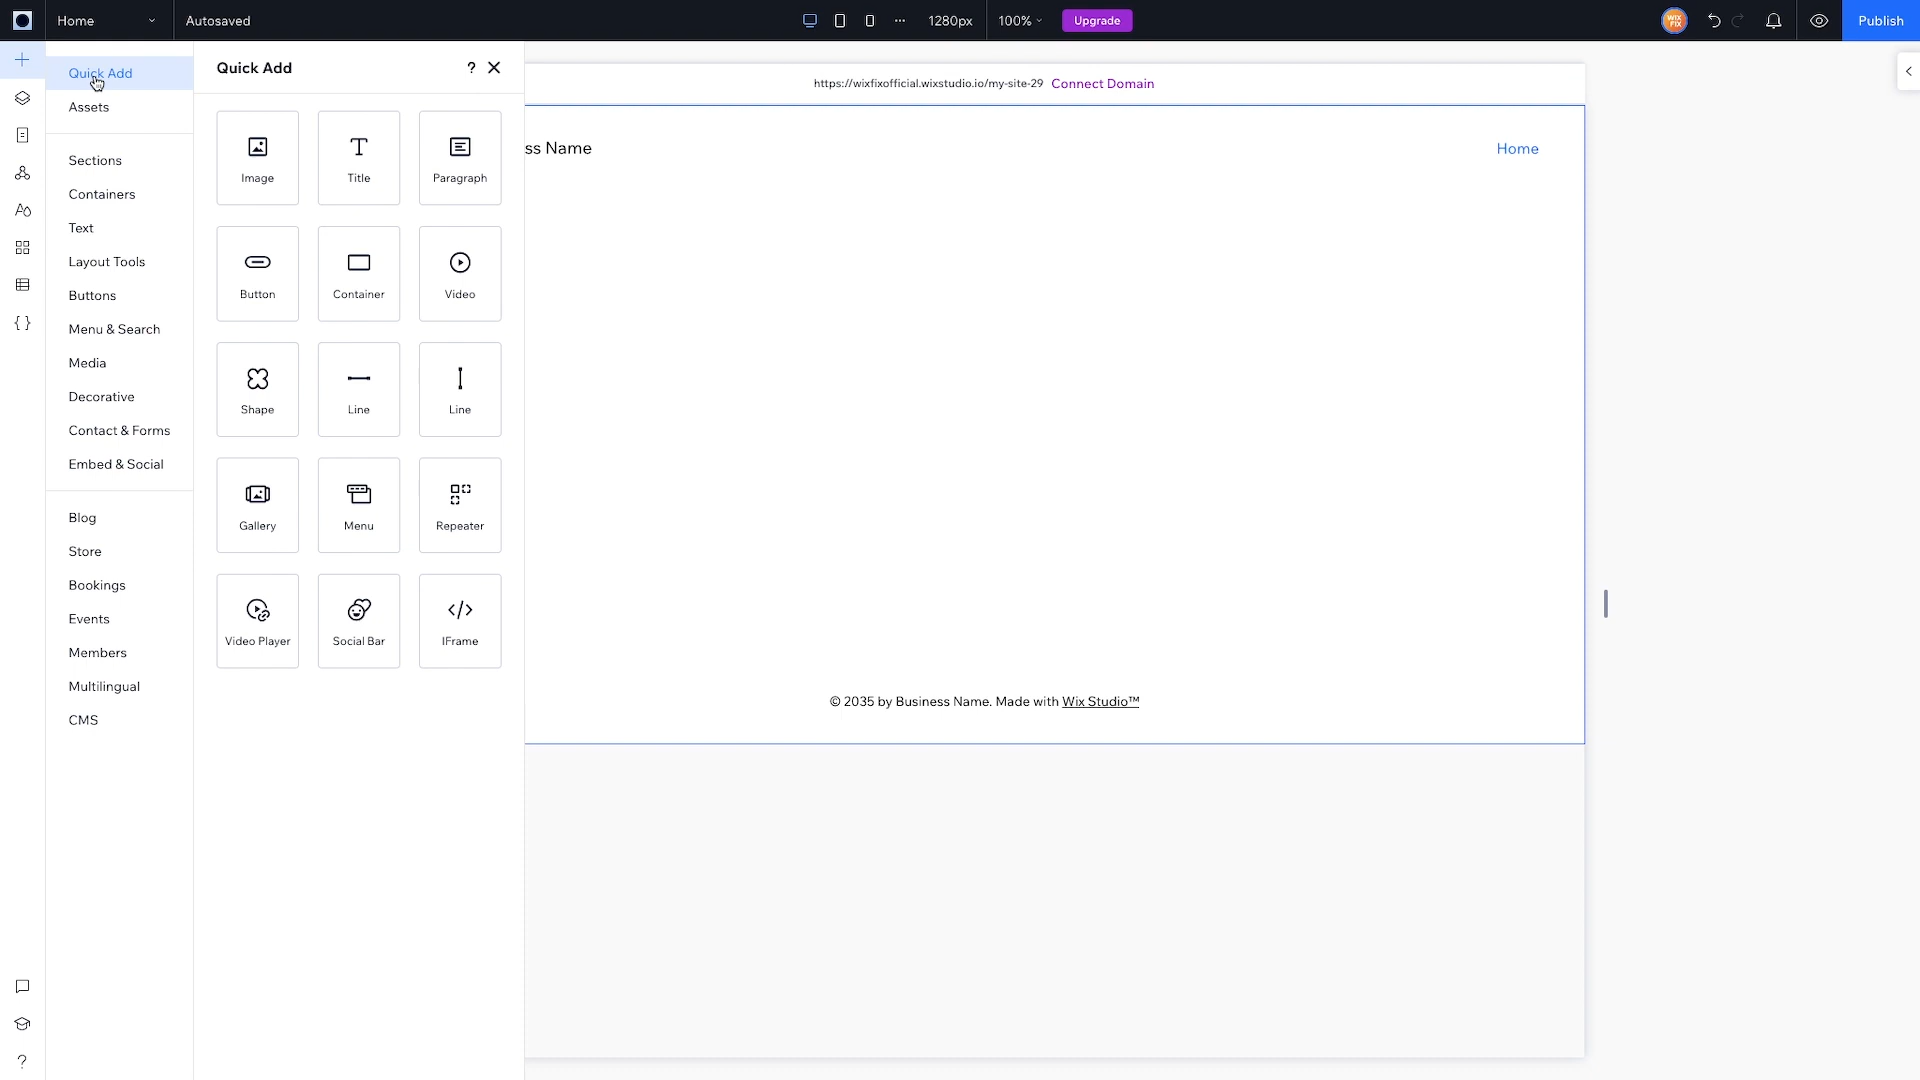 Home
Autosaved
1280px
100%
Upgrade
WIX
FIX
Publish
Quick Add
Assets
Sections
Containers
Text
Layout Tools
Buttons
Menu & Search
Media
Decorative
Contact & Forms
Embed & Social
Blog
Store
Bookings
Events
Members
Multilingual
CMS
?
Quick Add
?
Image
Title
Paragraph
Button
Container
Video
Shape
Line
Line
Gallery
Menu
Repeater
Video Player
Social Bar
IFrame
https://wixfixofficial.wixstudio.io/my-site-29 Connect Domain
ss Name
Home
© 2035 by Business Name. Made with Wix Studio™